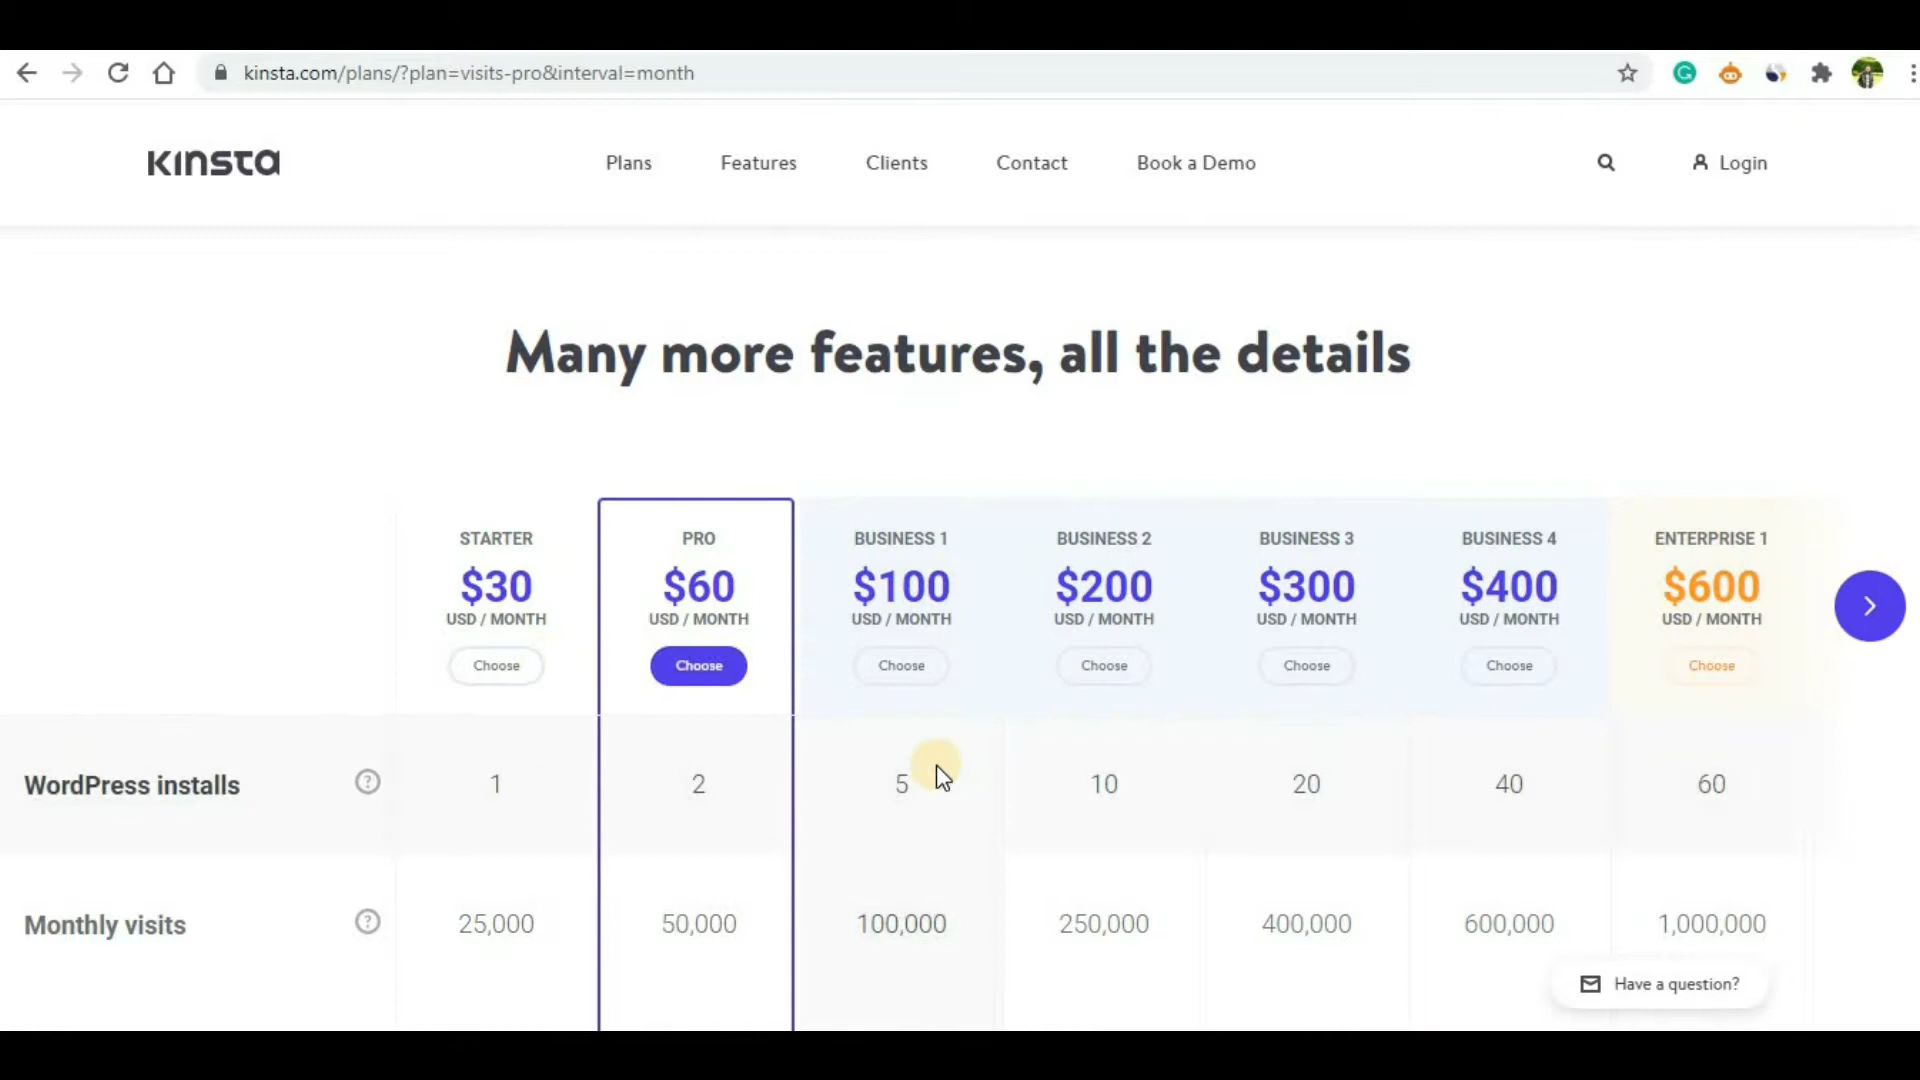 kinsta.com/plans/?plan=visits-pro&interval=month
KINSTA
Plans Features Clients Contact Book a Demo Login
Many more features, all the details
STARTER PRO BUSINESS 1 BUSINESS 2 BUSINESS 3 BUSINESS 4 ENTERPRISE 1
$30 $60 $100 $200 $300 $400 $600
USD / MONTH USD / MONTH USD / MONTH USD / MONTH USD / MONTH USD / MONTH USD / MONTH
Choose Choose Choose Choose Choose Choose Choose
WordPress installs ? 1 2 5 10 20 40 60
Monthly visits ? 25,000 50,000 100,000 250,000 400,000 600,000 1,000,000
Have a question?